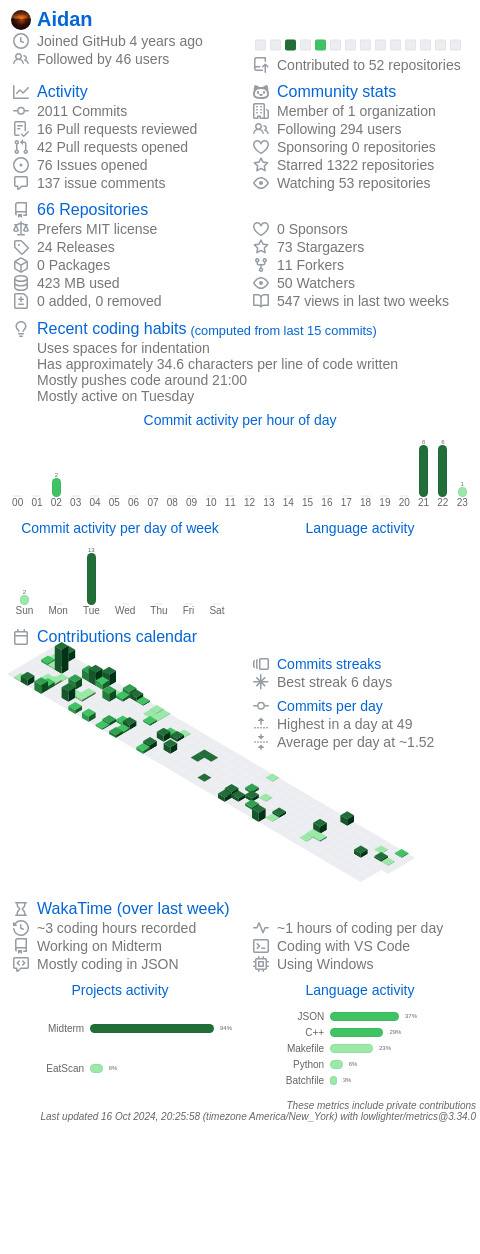 Aidan
Joined GitHub 4 years ago
Followed by 46 users
Contributed to 52 repositories
Activity
2011 Commits
16 Pull requests reviewed
42 Pull requests opened
76 Issues opened
137 issue comments
Community stats
Member of 1 organization
Following 294 users
Sponsoring 0 repositories
Starred 1322 repositories
Watching 53 repositories
66 Repositories
Prefers MIT license
24 Releases
0 Packages
423 MB used
0 added, 0 removed
0 Sponsors
73 Stargazers
11 Forkers
50 Watchers
547 views in last two weeks
Recent coding habits (computed from last 15 commits)
Uses spaces for indentation
Has approximately 34.6 characters per line of code written
Mostly pushes code around 21:00
Mostly active on Tuesday
Commit activity per hour of day
2 6 6 1
00 01 02 03 04 05 06 07 08 09 10 11 12 13 14 15 16 17 18 19 20 21 22 23
Commit activity per day of week
2 13
Sun Mon Tue Wed Thu Fri Sat
Language activity
Contributions calendar
Commits streaks
Best streak 6 days
Commits per day
Highest in a day at 49
Average per day at ~1.52
WakaTime (over last week)
~3 coding hours recorded
Working on Midterm
Mostly coding in JSON
~1 hours of coding per day
Coding with VS Code
Using Windows
Projects activity
Midterm 94%
EatScan 6%
Language activity
JSON 37%
C++ 29%
Makefile 23%
Python 6%
Batchfile 3%
These metrics include private contributions
Last updated 16 Oct 2024, 20:25:58 (timezone America/New_York) with lowlighter/metrics@3.34.0